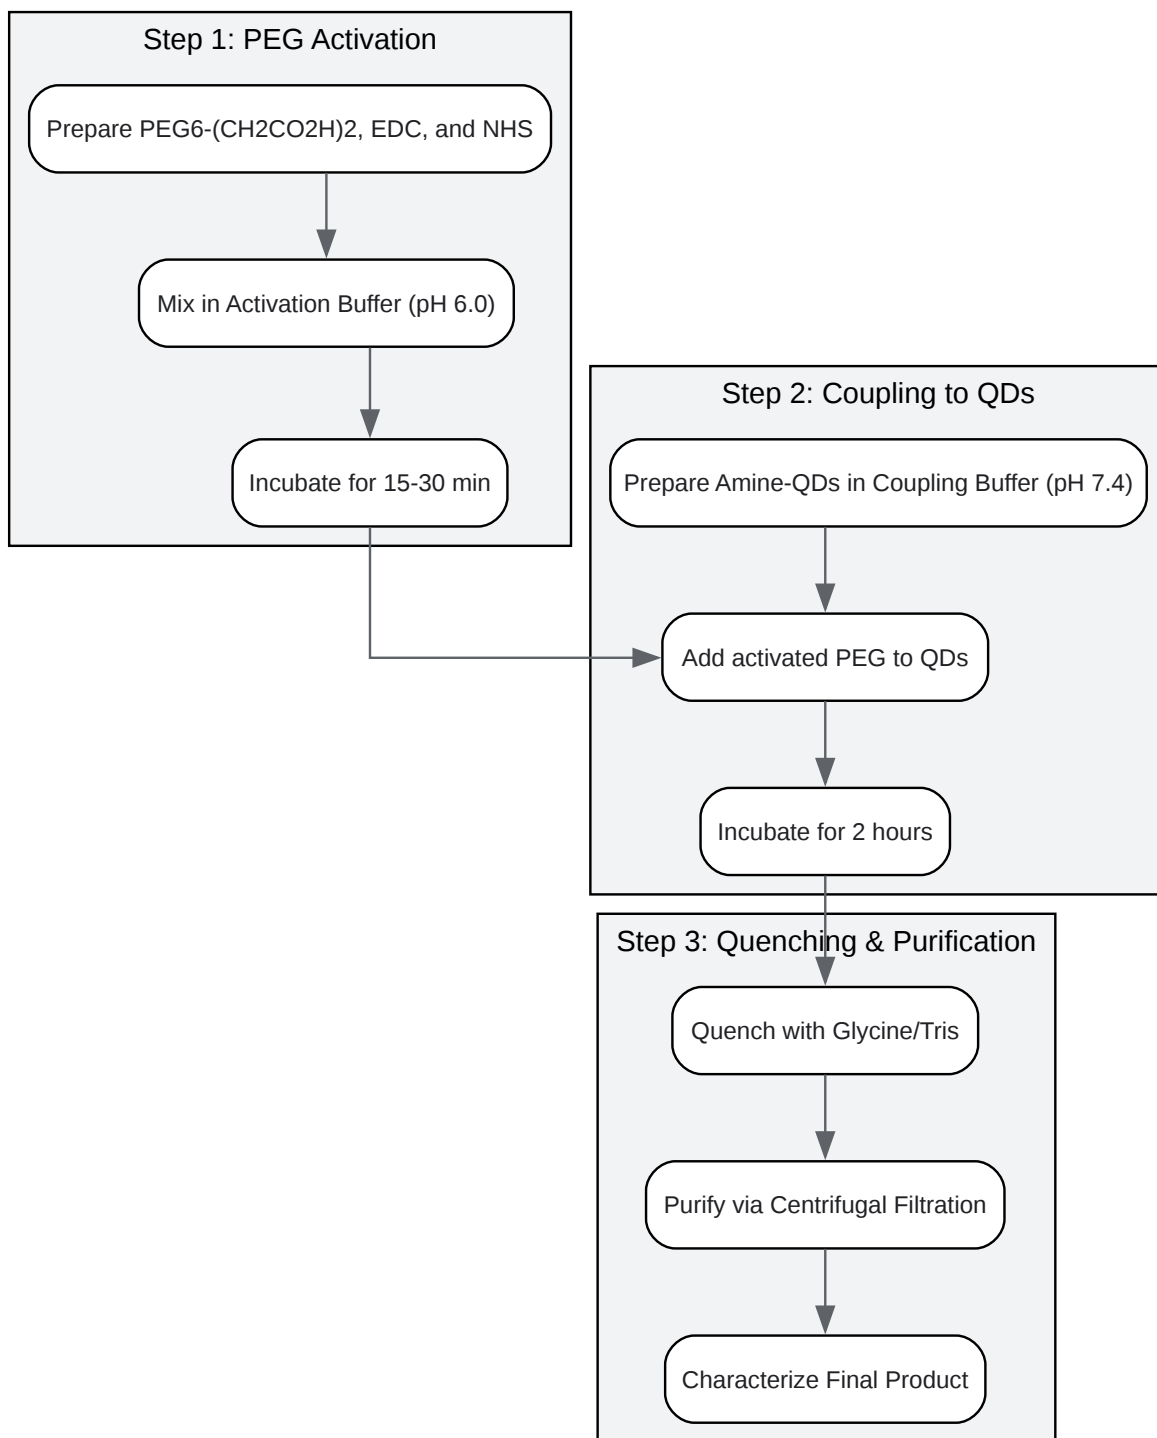 Step 1: PEG Activation
Prepare PEG6-(CH2CO2H)2, EDC, and NHS
Mix in Activation Buffer (pH 6.0)
Incubate for 15-30 min
Step 2: Coupling to QDs
Prepare Amine-QDs in Coupling Buffer (pH 7.4)
Add activated PEG to QDs
Incubate for 2 hours
Step 3: Quenching & Purification
Quench with Glycine/Tris
Purify via Centrifugal Filtration
Characterize Final Product